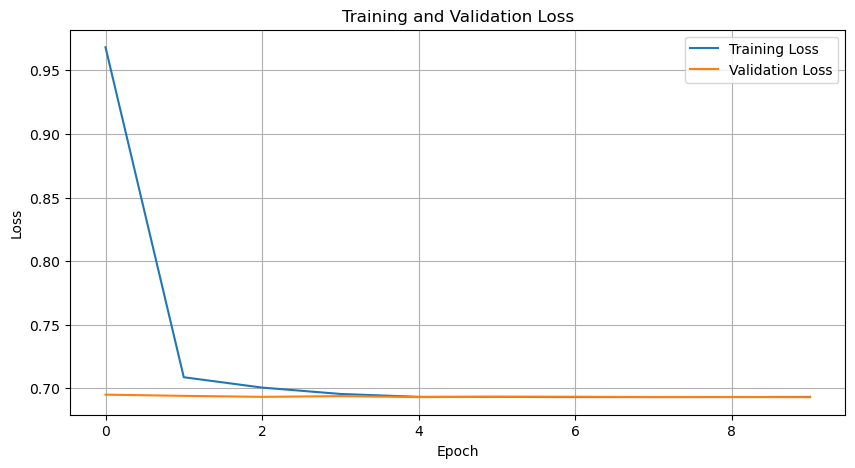 Training and Validation Loss
Training Loss
Validation Loss
0.95
0.90
0.85
0.80
0.75
0.70
Loss
0 2 4 6 8
Epoch